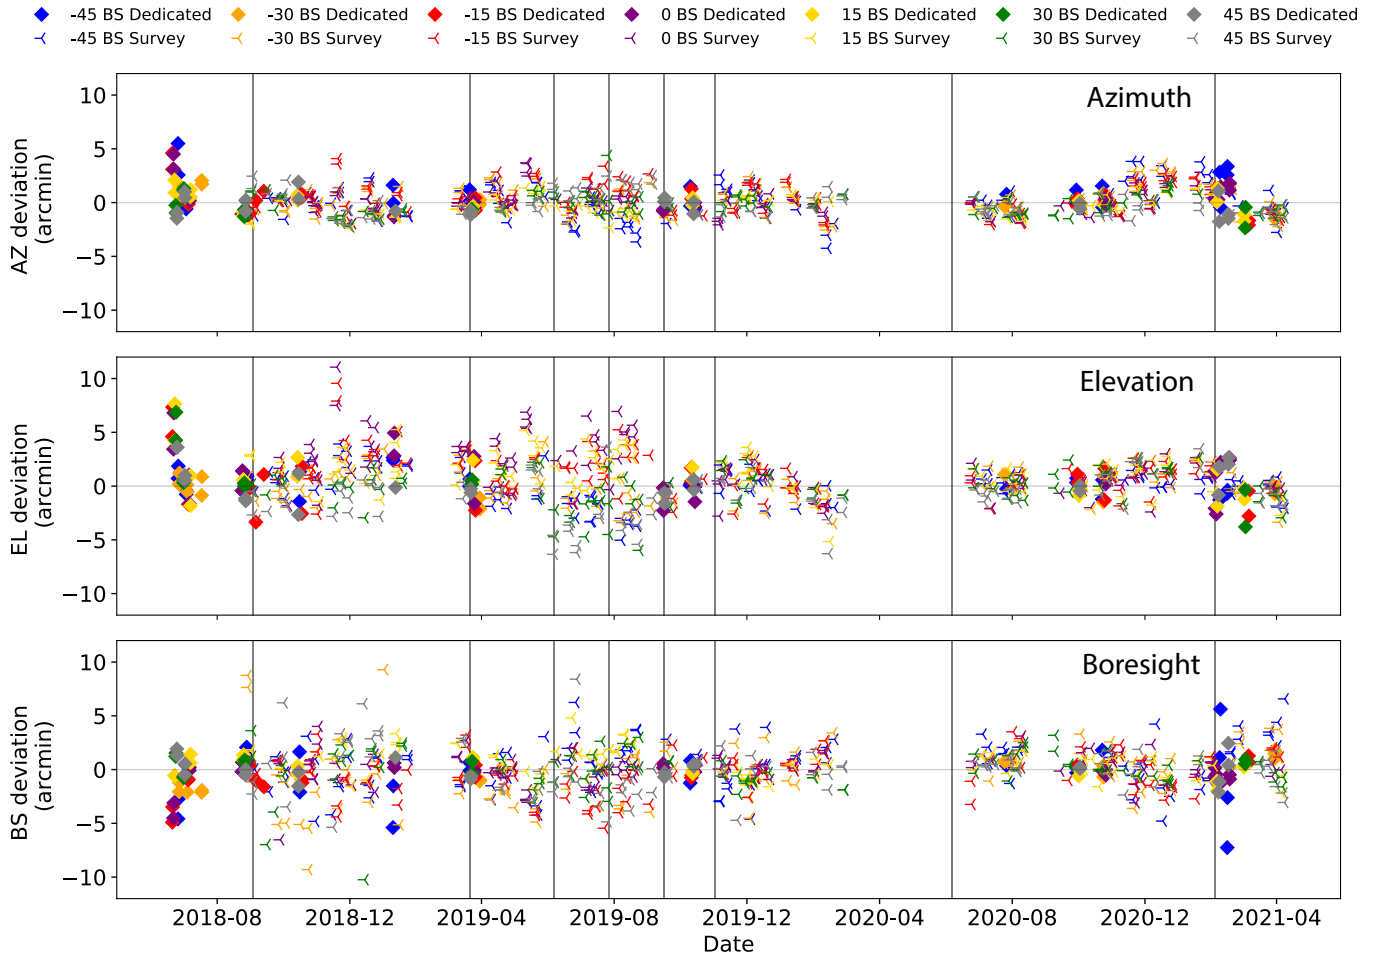 -45 BS Dedicated -30 BS Dedicated -15 BS Dedicated 0 BS Dedicated 15 BS Dedicated 30 BS Dedicated 45 BS Dedicated
-45 BS Survey -30 BS Survey -15 BS Survey 0 BS Survey 15 BS Survey 30 BS Survey 45 BS Survey
Azimuth
AZ deviation
(arcmin)
10
5
0
−5
−10
Elevation
EL deviation
(arcmin)
10
5
0
−5
−10
Boresight
BS deviation
(arcmin)
10
5
0
−5
−10
2018-08 2018-12 2019-04 2019-08 2019-12 2020-04 2020-08 2020-12 2021-04
Date